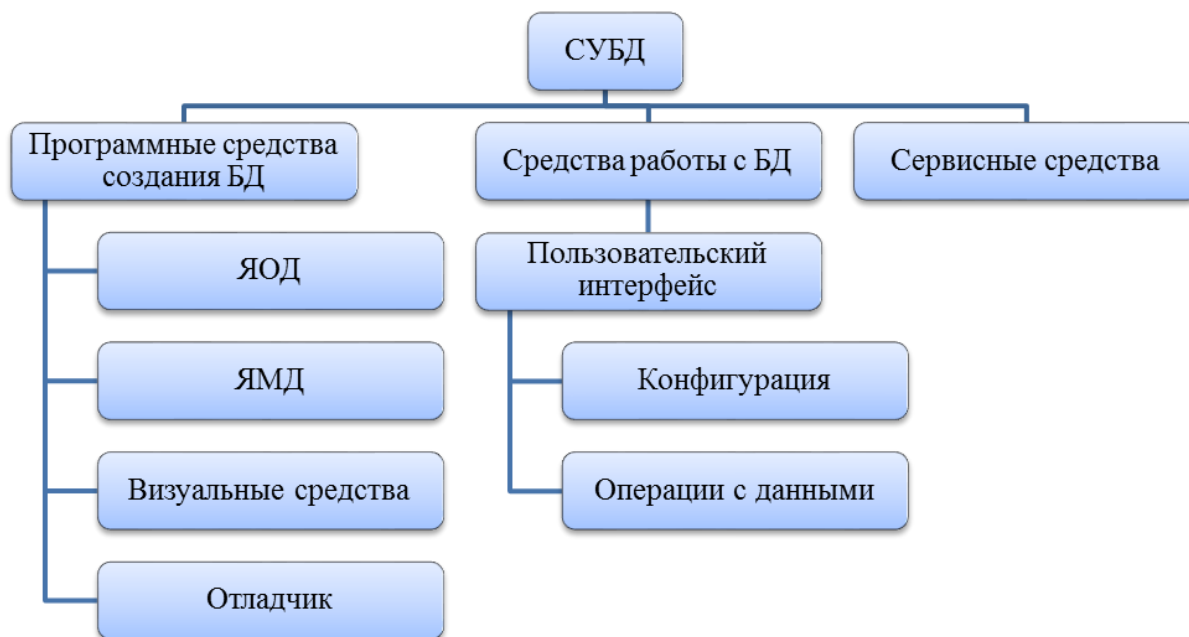 СУБД
Программные средства
создания БД
Средства работы с БД
Сервисные средства
ЯОД
ЯМД
Визуальные средства
Отладчик
Пользовательский
интерфейс
Конфигурация
Операции с данными